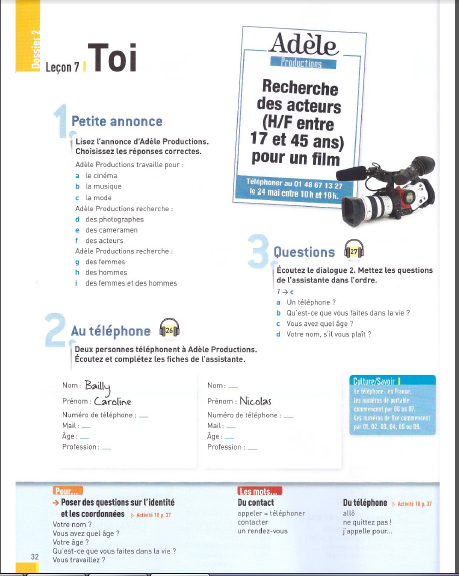 Dossier 2
Leçon 7 | Toi
Adèle
Productions
Recherche
des acteurs
(H/F entre
17 et 45 ans)
pour un film
Téléphoner au 01 48 67 13 27
le 24 mai entre 10 h et 19 h.
1 Petite annonce
Lisez l'annonce d'Adèle Productions.
Choisissez les réponses correctes.
Adèle Productions travaille pour :
a le cinéma
b la musique
c la mode
Adèle Productions recherche :
d des photographes
e des cameramen
f des acteurs
Adèle Productions recherche :
g des femmes
h des hommes
i des femmes et des hommes
2 Au téléphone 26
Deux personnes téléphonent à Adèle Productions.
Écoutez et complétez les fiches de l'assistante.
Nom : Bailly
Prénom : Caroline
Numéro de téléphone : __
Mail : __
Âge : __
Profession : __
Nom : __
Prénom : Nicolas
Numéro de téléphone : __
Mail : __
Âge : __
Profession : __
3 Questions 27
Écoutez le dialogue 2. Mettez les questions
de l'assistante dans l'ordre.
1 → c
a Un téléphone ?
b Qu'est-ce que vous faites dans la vie ?
c Vous avez quel âge ?
d Votre nom, s'il vous plaît ?
Culture/Savoir
Le téléphone : en France,
Les numéros de portable
commencent par 06 ou 07.
Les numéros de fixe commencent
par 01, 02, 03, 04, 05 ou 09.
Pour...
→ Poser des questions sur l'identité
et les coordonnées ▷ Activité 10 p. 37
Votre nom ?
Vous avez quel âge ?
Votre âge ?
Qu'est-ce que vous faites dans la vie ?
Vous travaillez ?
Les mots...
Du contact
appeler = téléphoner
contacter
un rendez-vous
Du téléphone ▷ Activité 9 p. 37
allô
ne quittez pas !
j'appelle pour...
32